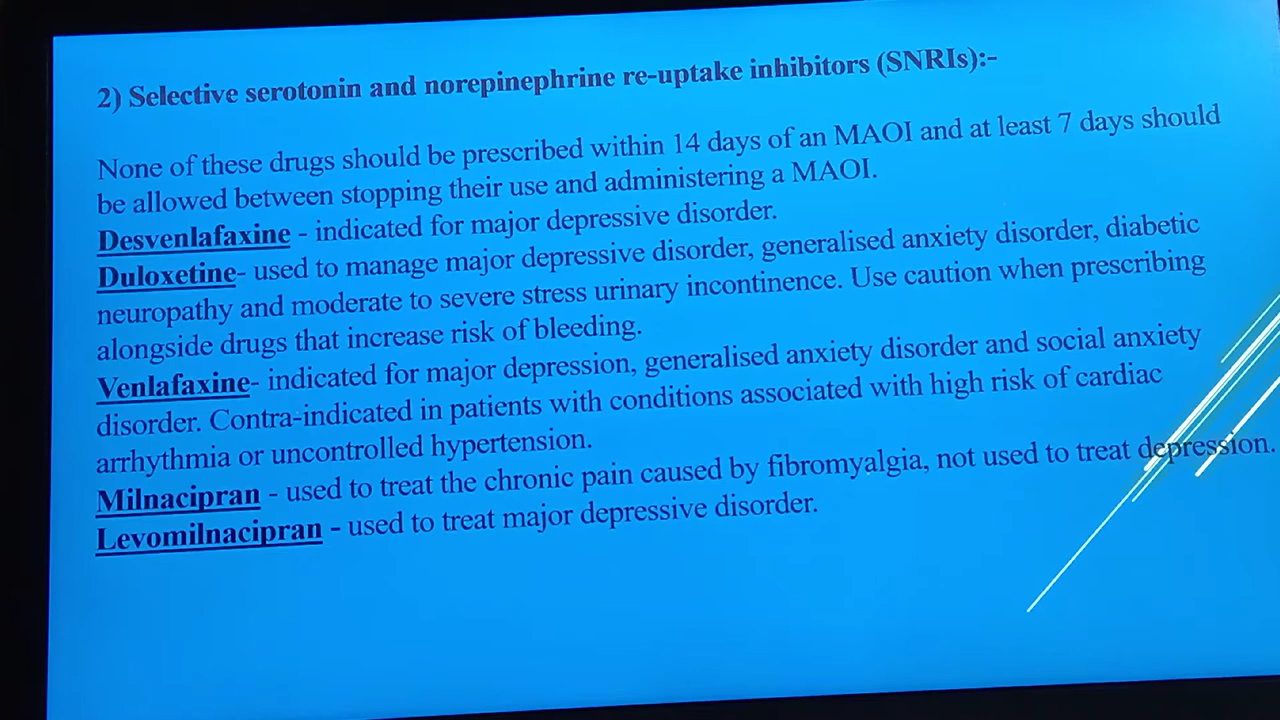 2) Selective serotonin and norepinephrine re-uptake inhibitors (SNRIs):-
None of these drugs should be prescribed within 14 days of an MAOI and at least 7 days should
be allowed between stopping their use and administering a MAOI.
Desvenlafaxine - indicated for major depressive disorder.
Duloxetine- used to manage major depressive disorder, generalised anxiety disorder, diabetic
neuropathy and moderate to severe stress urinary incontinence. Use caution when prescribing
alongside drugs that increase risk of bleeding.
Venlafaxine- indicated for major depression, generalised anxiety disorder and social anxiety
disorder. Contra-indicated in patients with conditions associated with high risk of cardiac
arrhythmia or uncontrolled hypertension.
Milnacipran - used to treat the chronic pain caused by fibromyalgia, not used to treat depression.
Levomilnacipran - used to treat major depressive disorder.